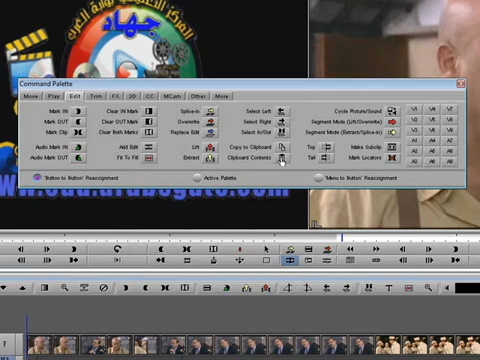 المركز التعليمي بوابة العرب
جهاد
Command Palette
Move Play Edit Trim FX 3D CC MCam Other More
Mark IN Clear IN Mark Splice-in Select Left Cycle Picture/Sound V1 V4 V7
Mark OUT Clear OUT Mark Overwrite Select Right Segment Mode (Lift/Overwrite) V2 V5 V8
Mark Clip Clear Both Marks Replace Edit Select In/Out Segment Mode (Extract/Splice-in) V3 V6 V9
Audio Mark IN Add Edit Lift Copy to Clipboard Top Make Subclip A1 A4 A7
Audio Mark OUT Fit To Fill Extract Clipboard Contents Tail Mark Locators A2 A5 A8
A3 A6 A9
'Button to Button' Reassignment Active Palette 'Menu to Button' Reassignment